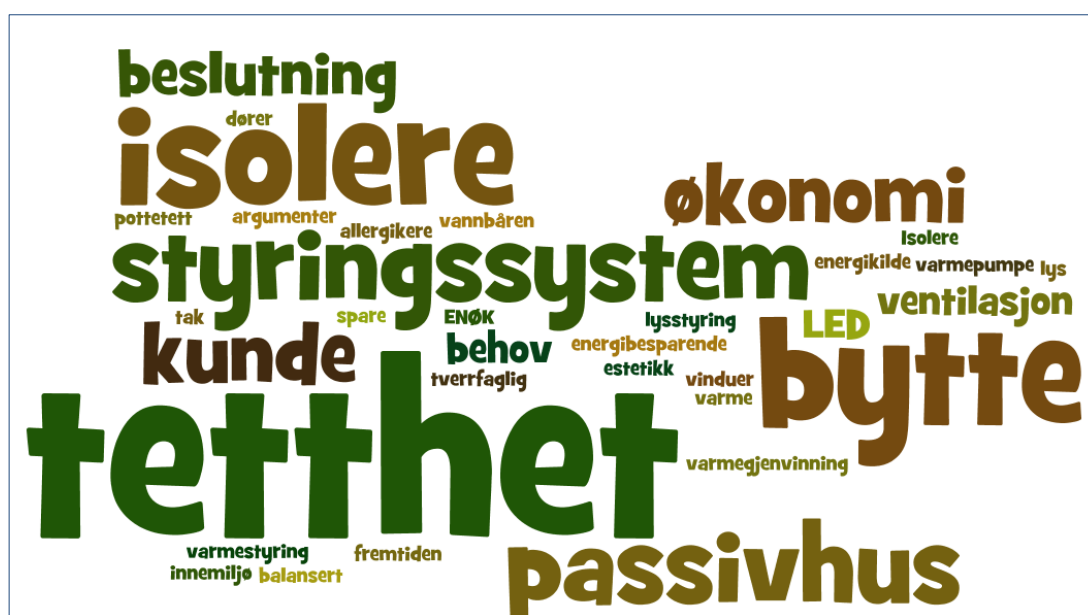 beslutning
dører
isolere
pottetett argumenter allergikere vannbåren
økonomi
Isolere
styringssystem
energikilde varmepumpe lys
ventilasjon
tak spare ENØK lysstyring LED
kunde behov energibesparende
tverrfaglig estetikk vinduer
varme
bytte
tetthet
varmegjenvinning
varmestyring fremtiden
innemiljø balansert
passivhus